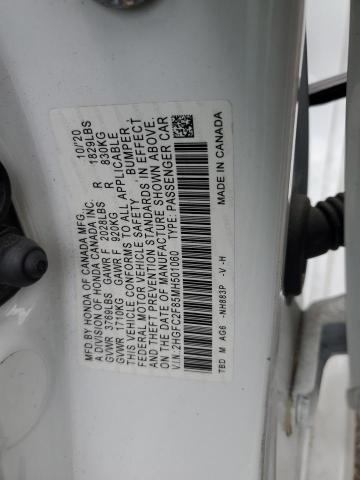 MFD BY HONDA OF CANADA MFG. 10/'20
A DIVISION OF HONDA CANADA INC.
GVWR 3769LBS GAWR F 2028LBS R 1829LBS
GVWR 1710KG GAWR F 920KG R 830KG
THIS VEHICLE CONFORMS TO ALL APPLICABLE
FEDERAL MOTOR VEHICLE SAFETY, BUMPER,
AND THEFT PREVENTION STANDARDS IN EFFECT
ON THE DATE OF MANUFACTURE SHOWN ABOVE.
V.I.N. 2HGFC2F85MH501060 TYPE: PASSENGER CAR
TBD M AG6 -NH883P -V -H
MADE IN CANADA